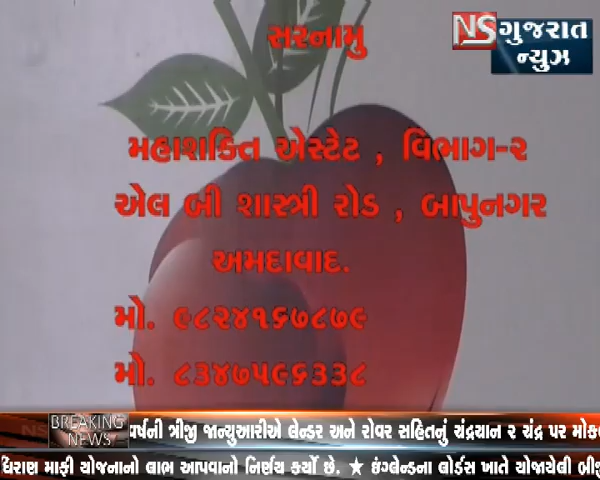 સરનામુ
NS ગુજરાત
ન્યુઝ
મહાશકિત એસ્ટેટ , વિભાગ-૨
એલ બી શાસ્ત્રી રોડ , બાપુનગર
અમદાવાદ.
મો. ૯૮૨૪૧૬૭૮૭૯
મો. ૮૩૪૭૫૯૬૩૩૮
BREAKING
NEWS
વર્ષની ત્રીજી જાન્યુઆરીએ લેન્ડર અને રોવર સહિતનું ચંદ્રયાન ૨ ચંદ્ર પર મોકલ
ધિરાણ માફી યોજનાનો લાભ આપવાનો નિર્ણય કર્યો છે. ★ ઇંગ્લેન્ડના લોર્ડસ ખાતે યોજાયેલી બીજી